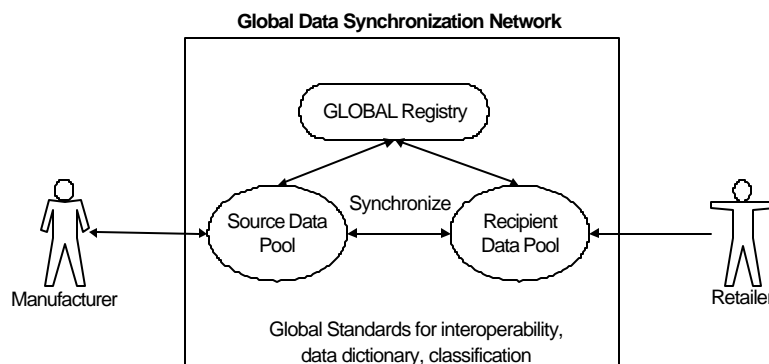 Global Data Synchronization Network
GLOBAL Registry
Synchronize
Source Data
Pool
Recipient
Data Pool
Manufacturer
Retailer
Global Standards for interoperability,
data dictionary, classification